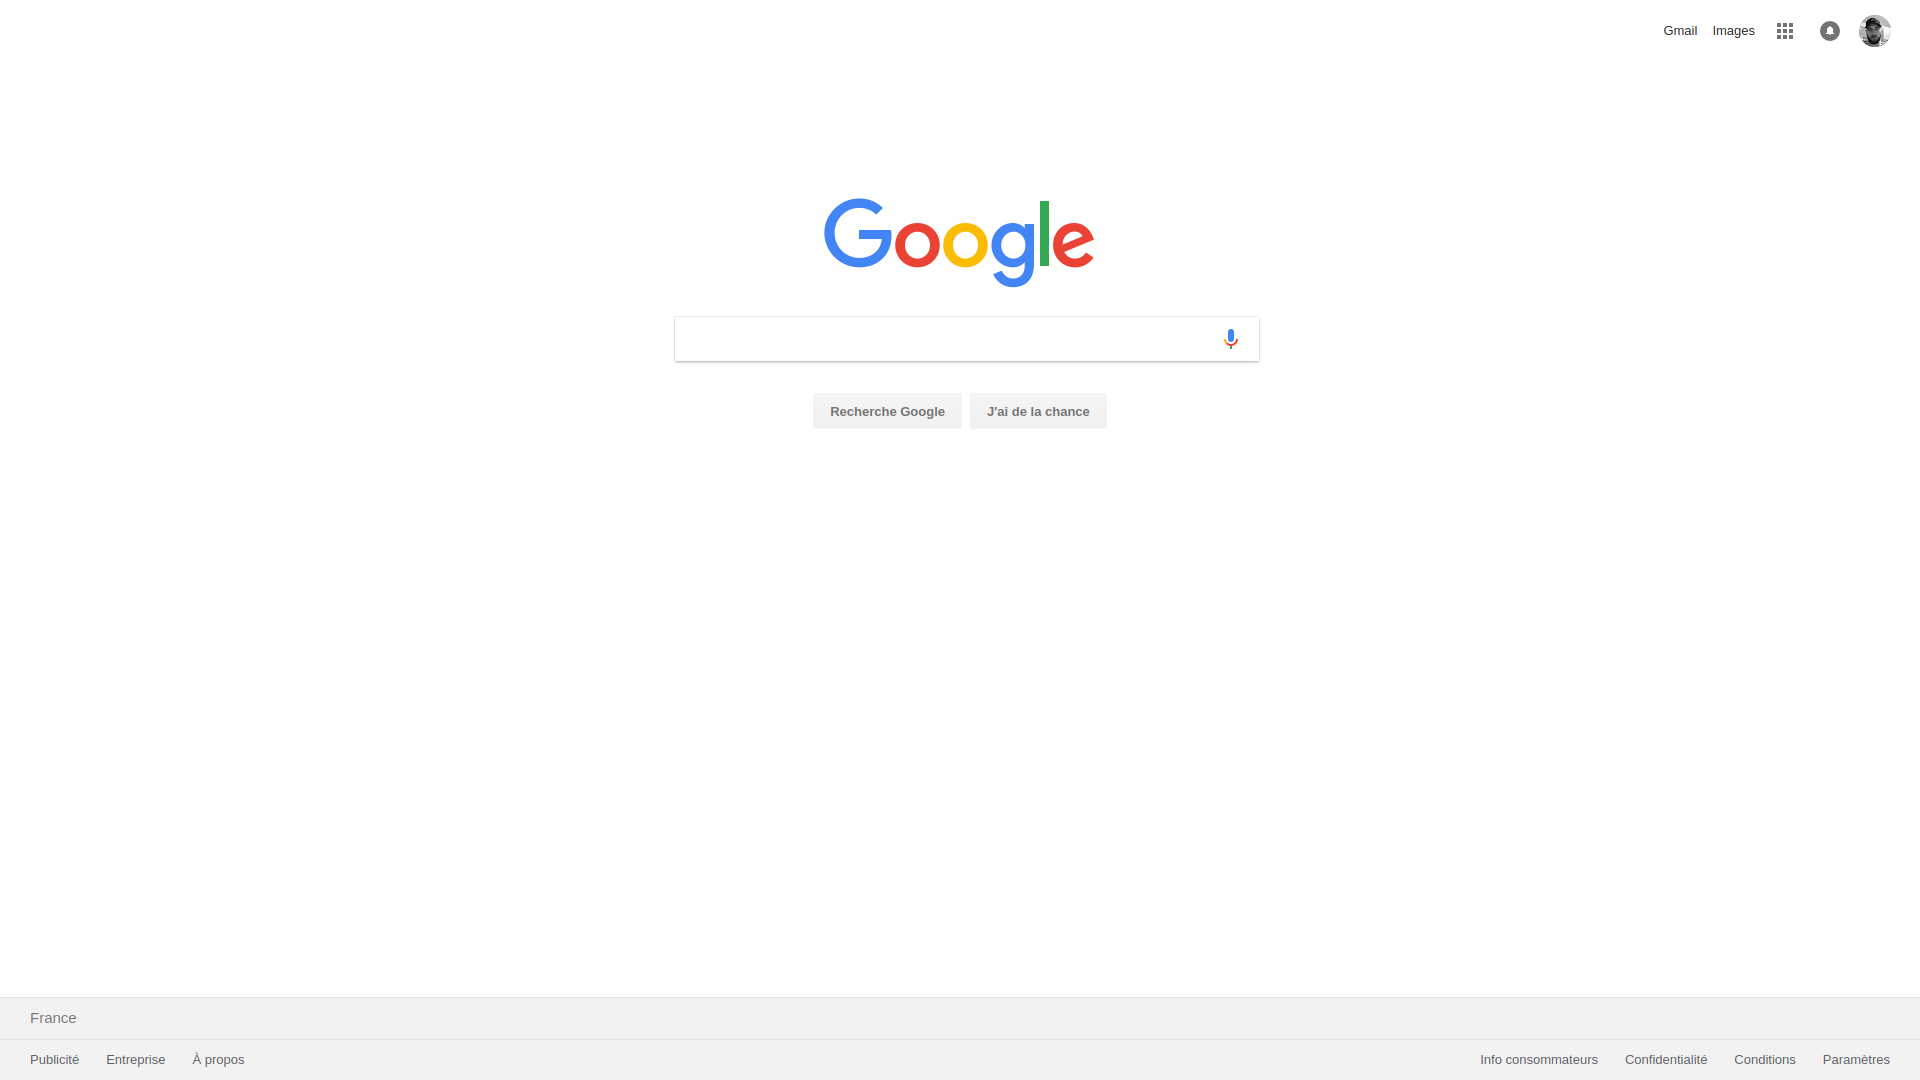 Gmail Images
Google
Recherche Google J'ai de la chance
France
Publicité Entreprise À propos Info consommateurs Confidentialité Conditions Paramètres